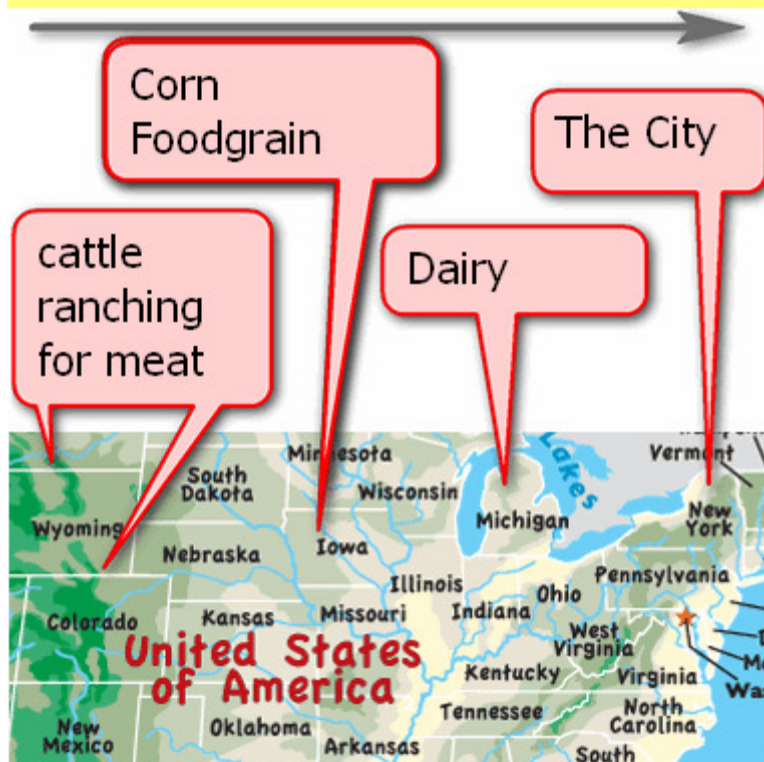 Corn
Foodgrain
The City
cattle
ranching
for meat
Dairy
Minnesota
Vermont
South
Dakota
Wisconsin
Lakes
Michigan
New
York
Wyoming
Nebraska
Iowa
Illinois
Ohio
Pennsylvania
Colorado
Kansas
Missouri
Indiana
West
Virginia
United States
of America
Kentucky
Virginia
Tennessee
North
Carolina
New
Mexico
Oklahoma
Arkansas
South